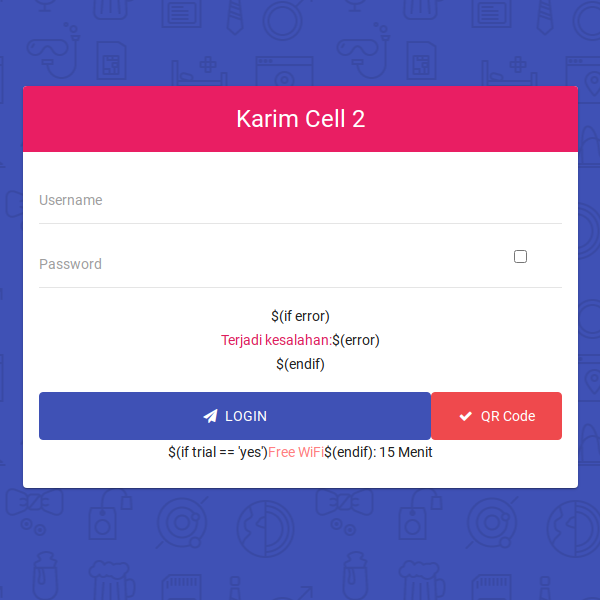 Karim Cell 2
Username
Password
$(if error)
Terjadi kesalahan:$(error)
$(endif)
LOGIN
QR Code
$(if trial == 'yes')Free WiFi$(endif): 15 Menit